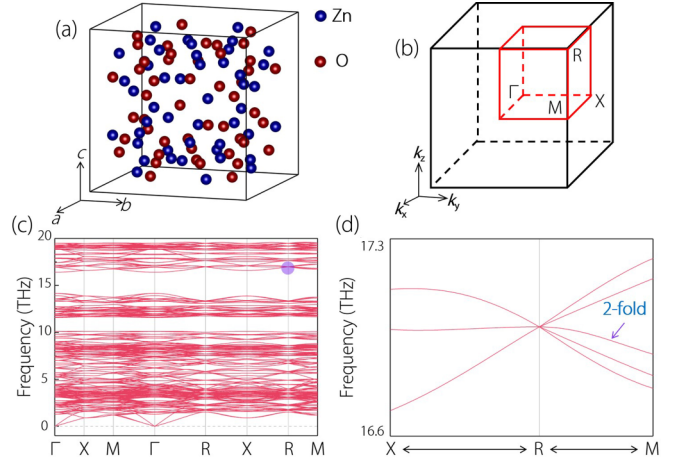 (a)
Zn
O
c
a
b
(b)
R
Γ
M
X
kz
kx
ky
(c)
Frequency (THz)
20
15
10
5
0
Γ X M Γ R X R M
(d)
Frequency (THz)
17.3
16.6
2-fold
X R M